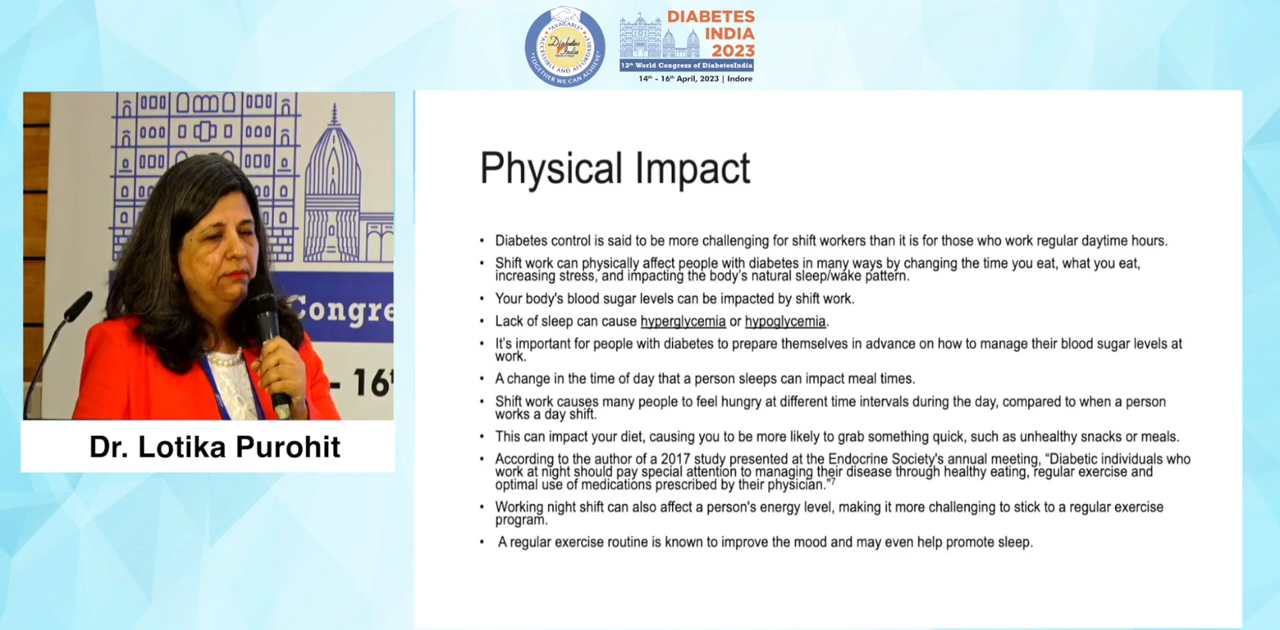 AVAILABLE
ACCESSIBLE AND AFFORDABLE
Diabetes
India
TOGETHER WE CAN ACHIEVE
DIABETES
INDIA
2023
12th World Congress of DiabetesIndia
14th - 16th April, 2023 | Indore
Congre
- 16t
Dr. Lotika Purohit
Physical Impact
• Diabetes control is said to be more challenging for shift workers than it is for those who work regular daytime hours.
• Shift work can physically affect people with diabetes in many ways by changing the time you eat, what you eat,
increasing stress, and impacting the body's natural sleep/wake pattern.
• Your body's blood sugar levels can be impacted by shift work.
• Lack of sleep can cause hyperglycemia or hypoglycemia.
• It's important for people with diabetes to prepare themselves in advance on how to manage their blood sugar levels at
work.
• A change in the time of day that a person sleeps can impact meal times.
• Shift work causes many people to feel hungry at different time intervals during the day, compared to when a person
works a day shift.
• This can impact your diet, causing you to be more likely to grab something quick, such as unhealthy snacks or meals.
• According to the author of a 2017 study presented at the Endocrine Society's annual meeting, “Diabetic individuals who
work at night should pay special attention to managing their disease through healthy eating, regular exercise and
optimal use of medications prescribed by their physician.”7
• Working night shift can also affect a person's energy level, making it more challenging to stick to a regular exercise
program.
• A regular exercise routine is known to improve the mood and may even help promote sleep.